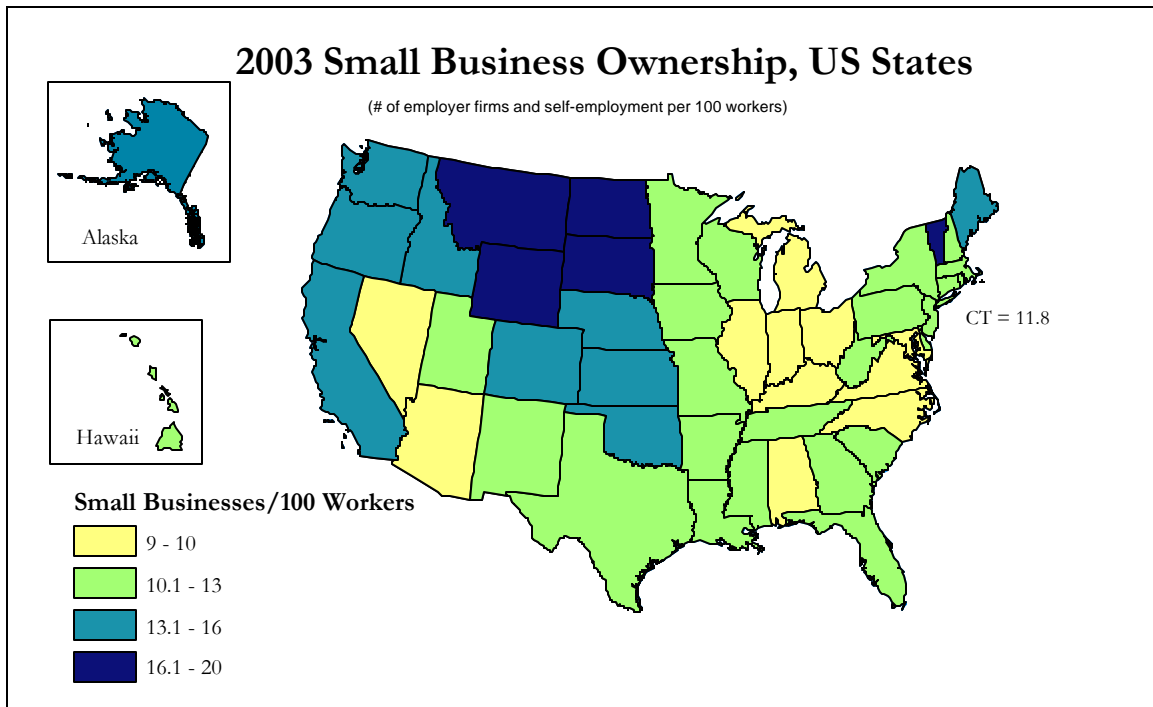 2003 Small Business Ownership, US States
(# of employer firms and self-employment per 100 workers)
Alaska
CT = 11.8
Hawaii
Small Businesses/100 Workers
9 - 10
10.1 - 13
13.1 - 16
16.1 - 20